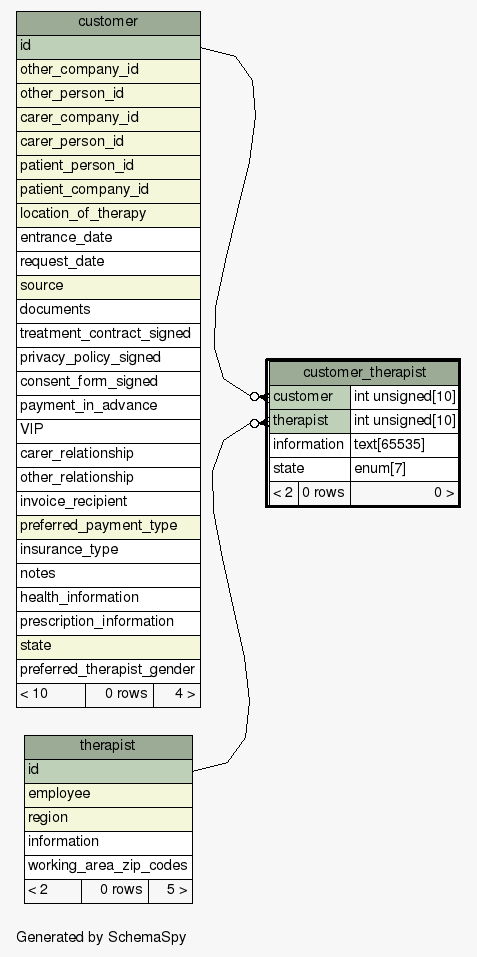 customer
id
other_company_id
other_person_id
carer_company_id
carer_person_id
patient_person_id
patient_company_id
location_of_therapy
entrance_date
request_date
source
documents
treatment_contract_signed
privacy_policy_signed
consent_form_signed
payment_in_advance
VIP
carer_relationship
other_relationship
invoice_recipient
preferred_payment_type
insurance_type
notes
health_information
prescription_information
state
preferred_therapist_gender
< 10 0 rows 4 >
customer_therapist
customer int unsigned[10]
therapist int unsigned[10]
information text[65535]
state enum[7]
< 2 0 rows 0 >
therapist
id
employee
region
information
working_area_zip_codes
< 2 0 rows 5 >
Generated by SchemaSpy